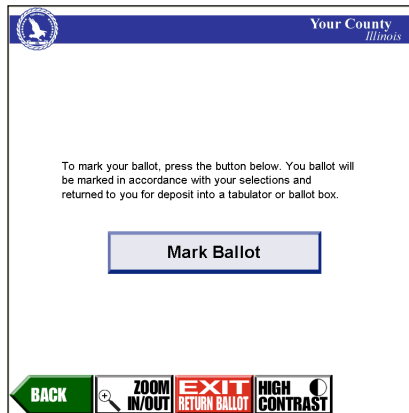 Your County
Illinois
To mark your ballot, press the button below. You ballot will
be marked in accordance with your selections and
returned to you for deposit into a tabulator or ballot box.
Mark Ballot
BACK
ZOOM
IN/OUT
EXIT
RETURN BALLOT
HIGH
CONTRAST